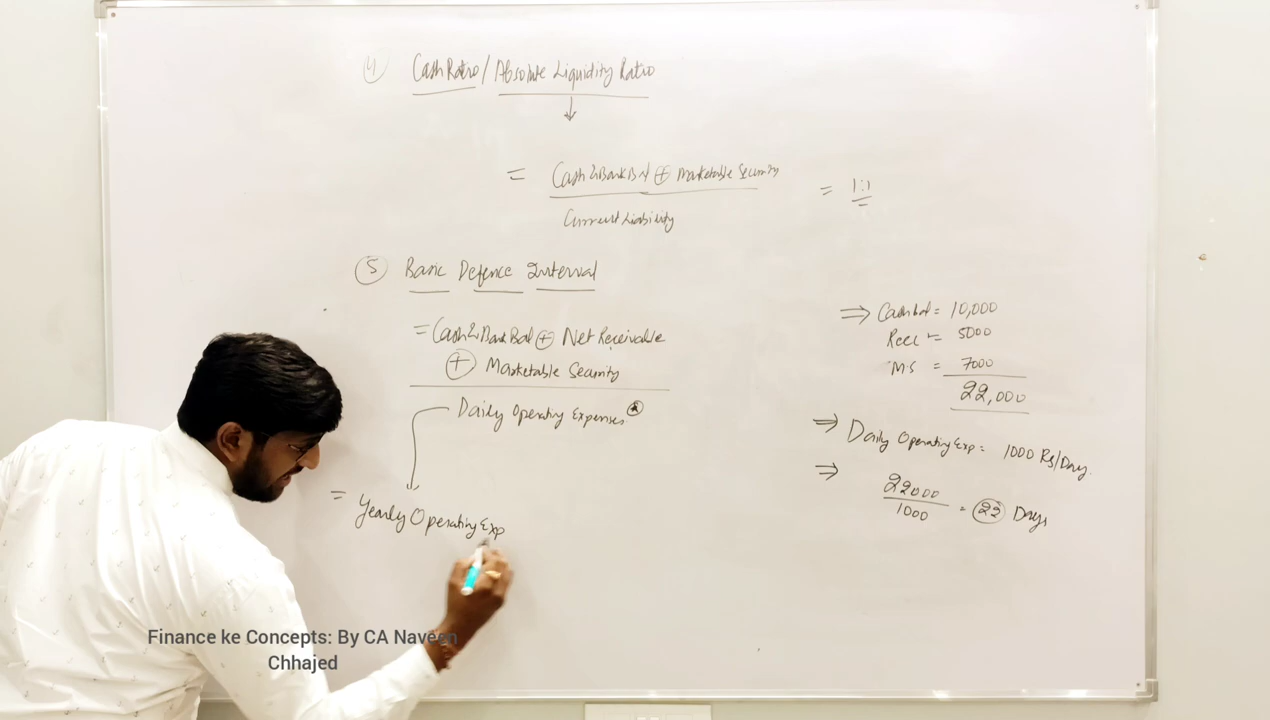 4 Cash Ratio / Absolute Liquidity Ratio
= Cash & Bank Bal + Marketable Security
Current Liability
= 1:1
5 Basic Defence Interval
= Cash & Bank Bal + Net Receivable
+ Marketable Security
Daily Operating Expenses *
= Yearly Operating Exp
⇒ Cash bal = 10,000
Rece = 5000
M.S = 7000
22,000
⇒ Daily Operating Exp = 1000 Rs/Day.
⇒ 22000
1000
= 22 Days
Finance ke Concepts: By CA Naveen
Chhajed